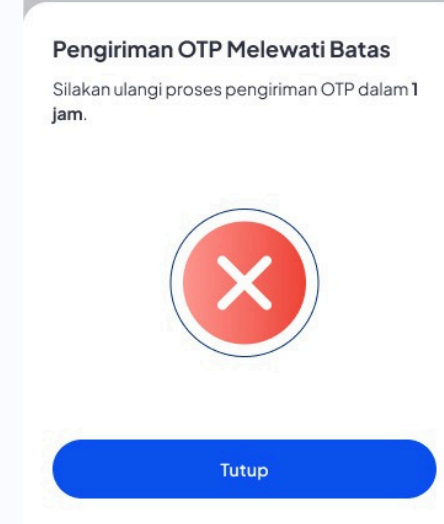 Pengiriman OTP Melewati Batas
Silakan ulangi proses pengiriman OTP dalam 1
jam.
Tutup